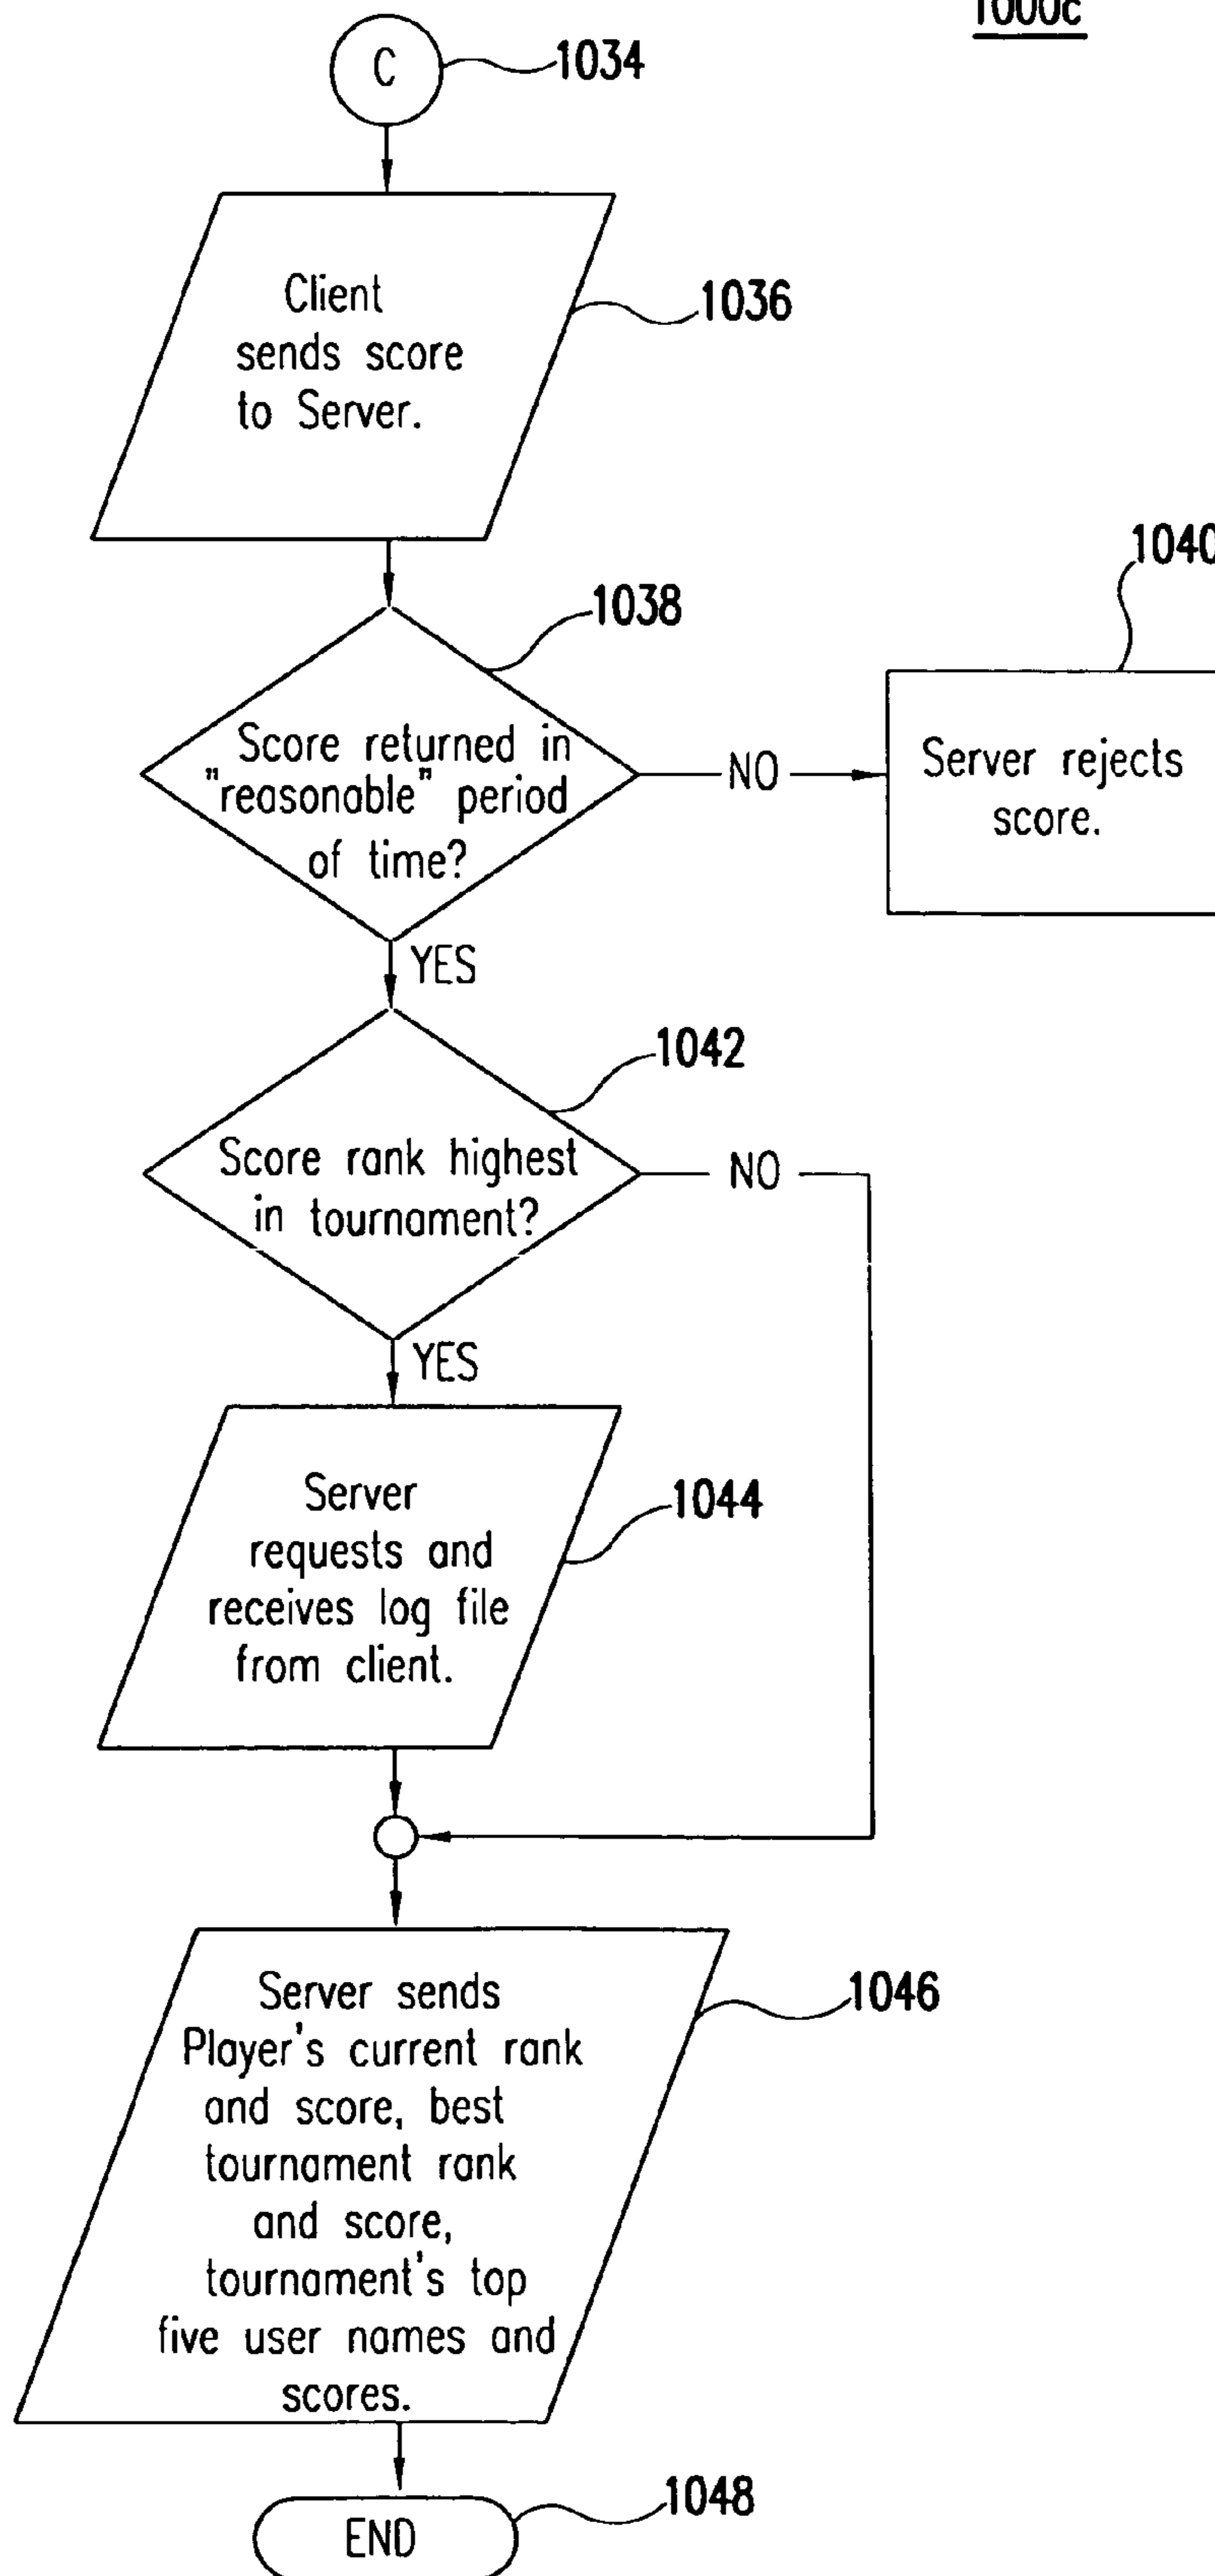 1000c
C
1034
Client
sends score
to Server.
1036
1038
Score returned in
"reasonable" period
of time?
NO
1040
Server rejects
score.
YES
1042
Score rank highest
in tournament?
NO
YES
Server
requests and
receives log file
from client.
1044
Server sends
Player's current rank
and score, best
tournament rank
and score,
tournament's top
five user names and
scores.
1046
END
1048